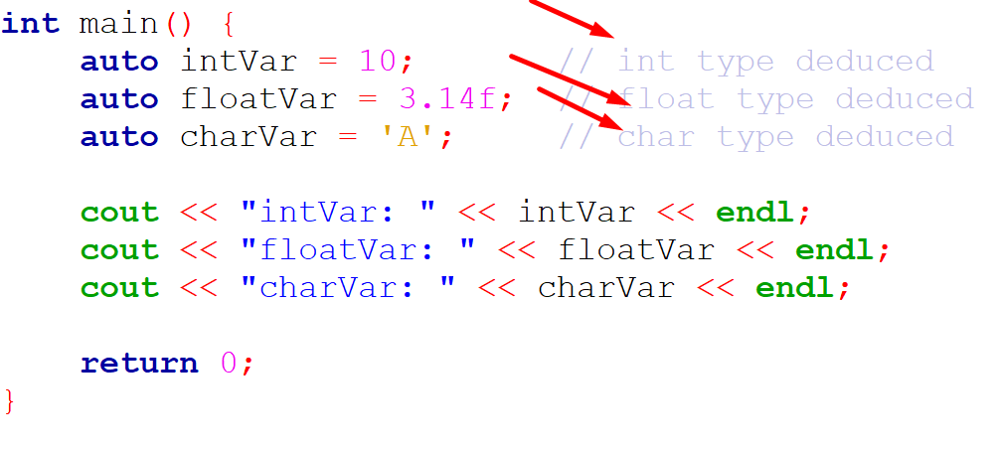 int main() {
    auto intVar = 10;       // int type deduced
    auto floatVar = 3.14f;  // float type deduced
    auto charVar = 'A';     // char type deduced
    cout << "intVar: " << intVar << endl;
    cout << "floatVar: " << floatVar << endl;
    cout << "charVar: " << charVar << endl;
    return 0;
}